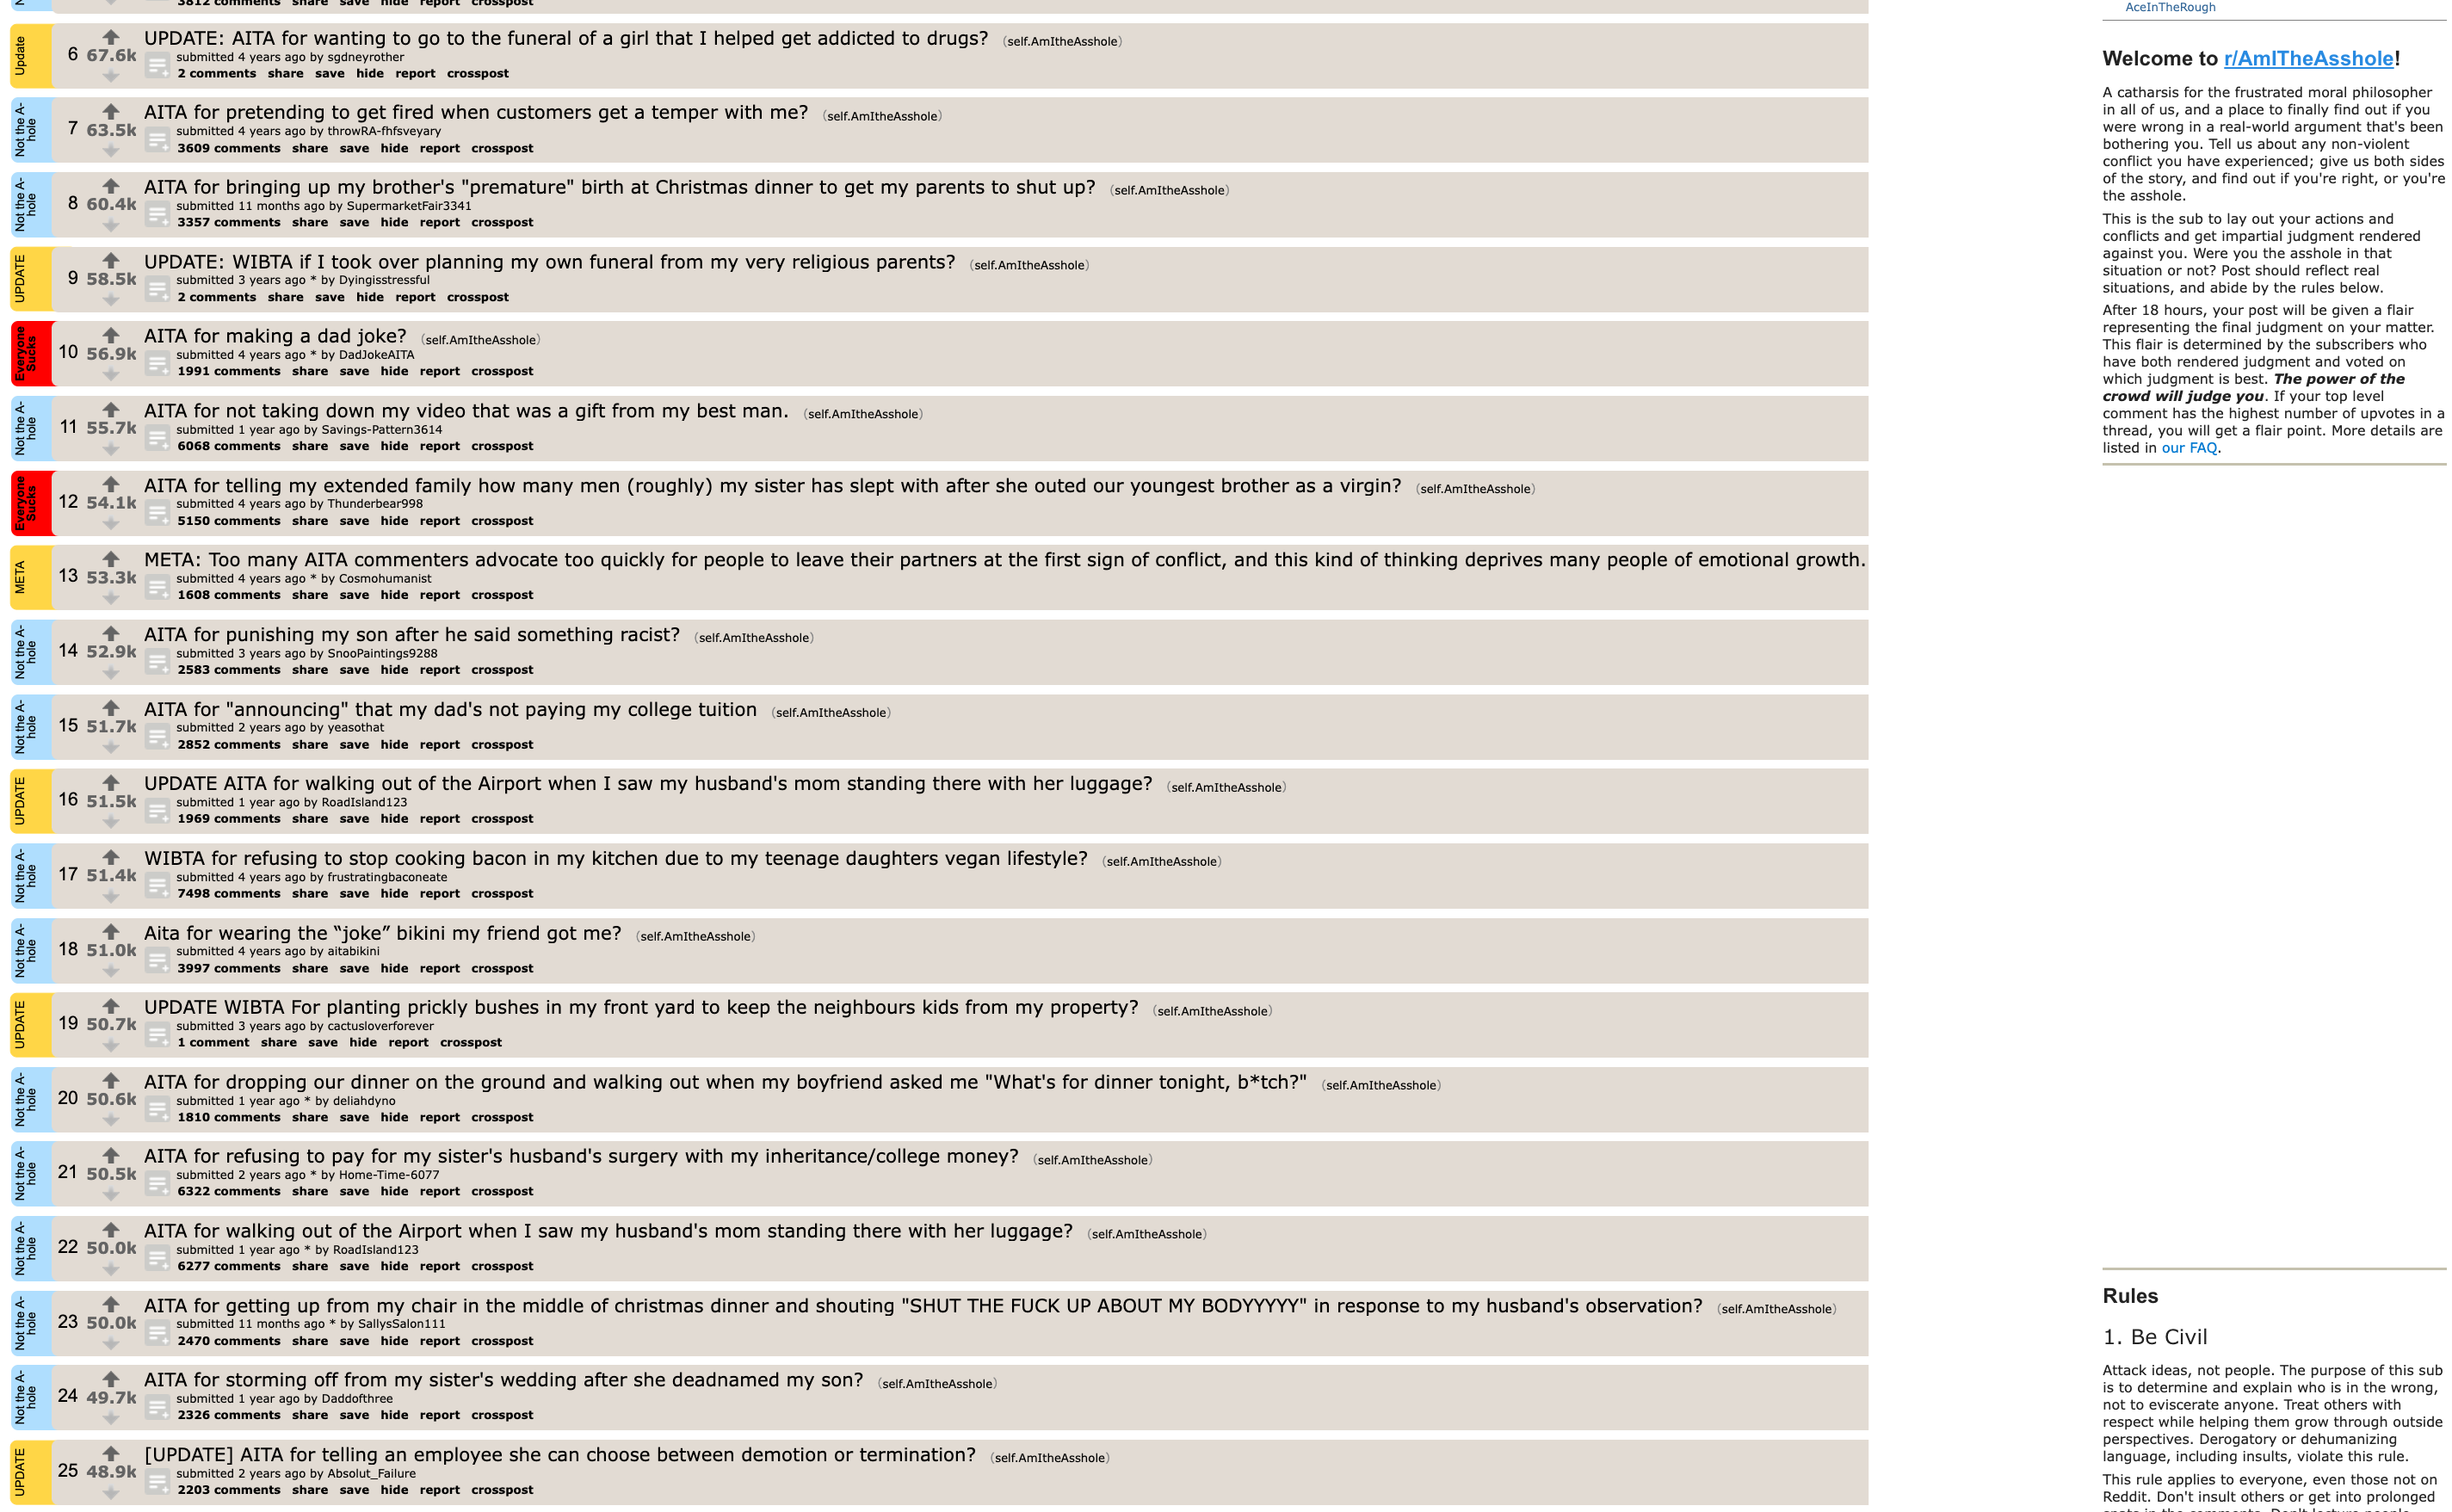 3812 comments share save hide report crosspost
Update
6
67.6k
UPDATE: AITA for wanting to go to the funeral of a girl that I helped get addicted to drugs? (self.AmItheAsshole)
submitted 4 years ago by sgdneyrother
2 comments share save hide report crosspost
Not the A-
hole
7
63.5k
AITA for pretending to get fired when customers get a temper with me? (self.AmItheAsshole)
submitted 4 years ago by throwRA-fhfsveyary
3609 comments share save hide report crosspost
Not the A-
hole
8
60.4k
AITA for bringing up my brother's "premature" birth at Christmas dinner to get my parents to shut up? (self.AmItheAsshole)
submitted 11 months ago by SupermarketFair3341
3357 comments share save hide report crosspost
UPDATE
9
58.5k
UPDATE: WIBTA if I took over planning my own funeral from my very religious parents? (self.AmItheAsshole)
submitted 3 years ago * by Dyingisstressful
2 comments share save hide report crosspost
Everyone
Sucks
10
56.9k
AITA for making a dad joke? (self.AmItheAsshole)
submitted 4 years ago * by DadJokeAITA
1991 comments share save hide report crosspost
Not the A-
hole
11
55.7k
AITA for not taking down my video that was a gift from my best man. (self.AmItheAsshole)
submitted 1 year ago by Savings-Pattern3614
6068 comments share save hide report crosspost
Everyone
Sucks
12
54.1k
AITA for telling my extended family how many men (roughly) my sister has slept with after she outed our youngest brother as a virgin? (self.AmItheAsshole)
submitted 4 years ago by Thunderbear998
5150 comments share save hide report crosspost
META
13
53.3k
META: Too many AITA commenters advocate too quickly for people to leave their partners at the first sign of conflict, and this kind of thinking deprives many people of emotional growth.
submitted 4 years ago * by Cosmohumanist
1608 comments share save hide report crosspost
Not the A-
hole
14
52.9k
AITA for punishing my son after he said something racist? (self.AmItheAsshole)
submitted 3 years ago by SnooPaintings9288
2583 comments share save hide report crosspost
Not the A-
hole
15
51.7k
AITA for "announcing" that my dad's not paying my college tuition (self.AmItheAsshole)
submitted 2 years ago by yeasothat
2852 comments share save hide report crosspost
UPDATE
16
51.5k
UPDATE AITA for walking out of the Airport when I saw my husband's mom standing there with her luggage? (self.AmItheAsshole)
submitted 1 year ago by RoadIsland123
1969 comments share save hide report crosspost
Not the A-
hole
17
51.4k
WIBTA for refusing to stop cooking bacon in my kitchen due to my teenage daughters vegan lifestyle? (self.AmItheAsshole)
submitted 4 years ago by frustratingbaconeate
7498 comments share save hide report crosspost
Not the A-
hole
18
51.0k
Aita for wearing the “joke” bikini my friend got me? (self.AmItheAsshole)
submitted 4 years ago by aitabikini
3997 comments share save hide report crosspost
UPDATE
19
50.7k
UPDATE WIBTA For planting prickly bushes in my front yard to keep the neighbours kids from my property? (self.AmItheAsshole)
submitted 3 years ago by cactusloverforever
1 comment share save hide report crosspost
Not the A-
hole
20
50.6k
AITA for dropping our dinner on the ground and walking out when my boyfriend asked me "What's for dinner tonight, b*tch?" (self.AmItheAsshole)
submitted 1 year ago * by deliahdyno
1810 comments share save hide report crosspost
Not the A-
hole
21
50.5k
AITA for refusing to pay for my sister's husband's surgery with my inheritance/college money? (self.AmItheAsshole)
submitted 2 years ago * by Home-Time-6077
6322 comments share save hide report crosspost
Not the A-
hole
22
50.0k
AITA for walking out of the Airport when I saw my husband's mom standing there with her luggage? (self.AmItheAsshole)
submitted 1 year ago * by RoadIsland123
6277 comments share save hide report crosspost
Not the A-
hole
23
50.0k
AITA for getting up from my chair in the middle of christmas dinner and shouting "SHUT THE FUCK UP ABOUT MY BODYYYYY" in response to my husband's observation? (self.AmItheAsshole)
submitted 11 months ago * by SallysSalon111
2470 comments share save hide report crosspost
Not the A-
hole
24
49.7k
AITA for storming off from my sister's wedding after she deadnamed my son? (self.AmItheAsshole)
submitted 1 year ago by Daddofthree
2326 comments share save hide report crosspost
UPDATE
25
48.9k
[UPDATE] AITA for telling an employee she can choose between demotion or termination? (self.AmItheAsshole)
submitted 2 years ago by Absolut_Failure
2203 comments share save hide report crosspost
AceInTheRough
Welcome to r/AmITheAsshole!
A catharsis for the frustrated moral philosopher
in all of us, and a place to finally find out if you
were wrong in a real-world argument that's been
bothering you. Tell us about any non-violent
conflict you have experienced; give us both sides
of the story, and find out if you're right, or you're
the asshole.
This is the sub to lay out your actions and
conflicts and get impartial judgment rendered
against you. Were you the asshole in that
situation or not? Post should reflect real
situations, and abide by the rules below.
After 18 hours, your post will be given a flair
representing the final judgment on your matter.
This flair is determined by the subscribers who
have both rendered judgment and voted on
which judgment is best. The power of the
crowd will judge you. If your top level
comment has the highest number of upvotes in a
thread, you will get a flair point. More details are
listed in our FAQ.
Rules
1. Be Civil
Attack ideas, not people. The purpose of this sub
is to determine and explain who is in the wrong,
not to eviscerate anyone. Treat others with
respect while helping them grow through outside
perspectives. Derogatory or dehumanizing
language, including insults, violate this rule.
This rule applies to everyone, even those not on
Reddit. Don't insult others or get into prolonged